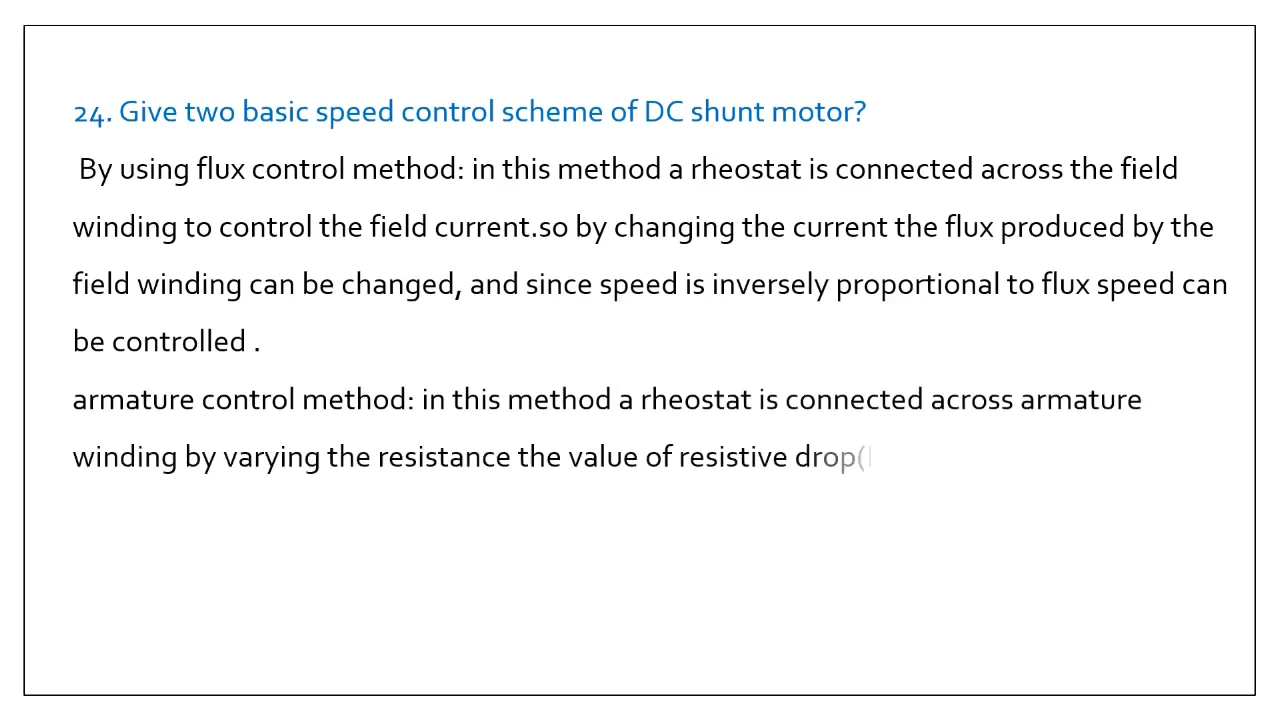 24. Give two basic speed control scheme of DC shunt motor?
By using flux control method: in this method a rheostat is connected across the field
winding to control the field current.so by changing the current the flux produced by the
field winding can be changed, and since speed is inversely proportional to flux speed can
be controlled .
armature control method: in this method a rheostat is connected across armature
winding by varying the resistance the value of resistive drop(